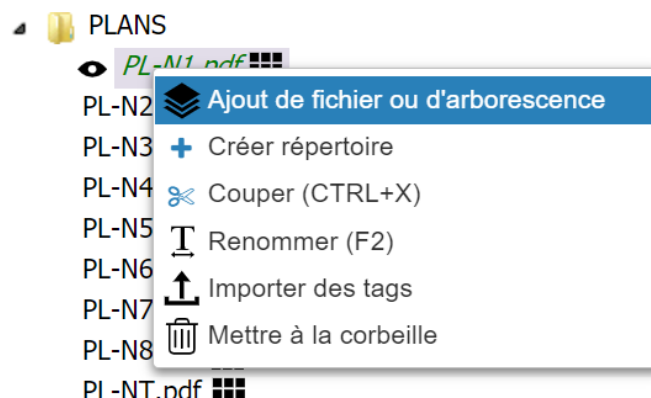 PLANS
PL-N1.pdf
Ajout de fichier ou d'arborescence
PL-N2
Créer répertoire
PL-N3
Couper (CTRL+X)
PL-N4
Renommer (F2)
PL-N5
PL-N6
Importer des tags
PL-N7
Mettre à la corbeille
PL-N8
PL-NT.pdf